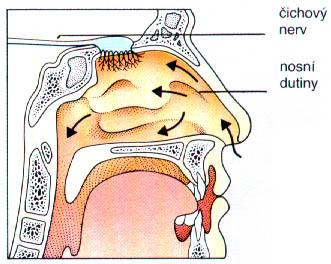 čichový
nerv
nosní
dutiny